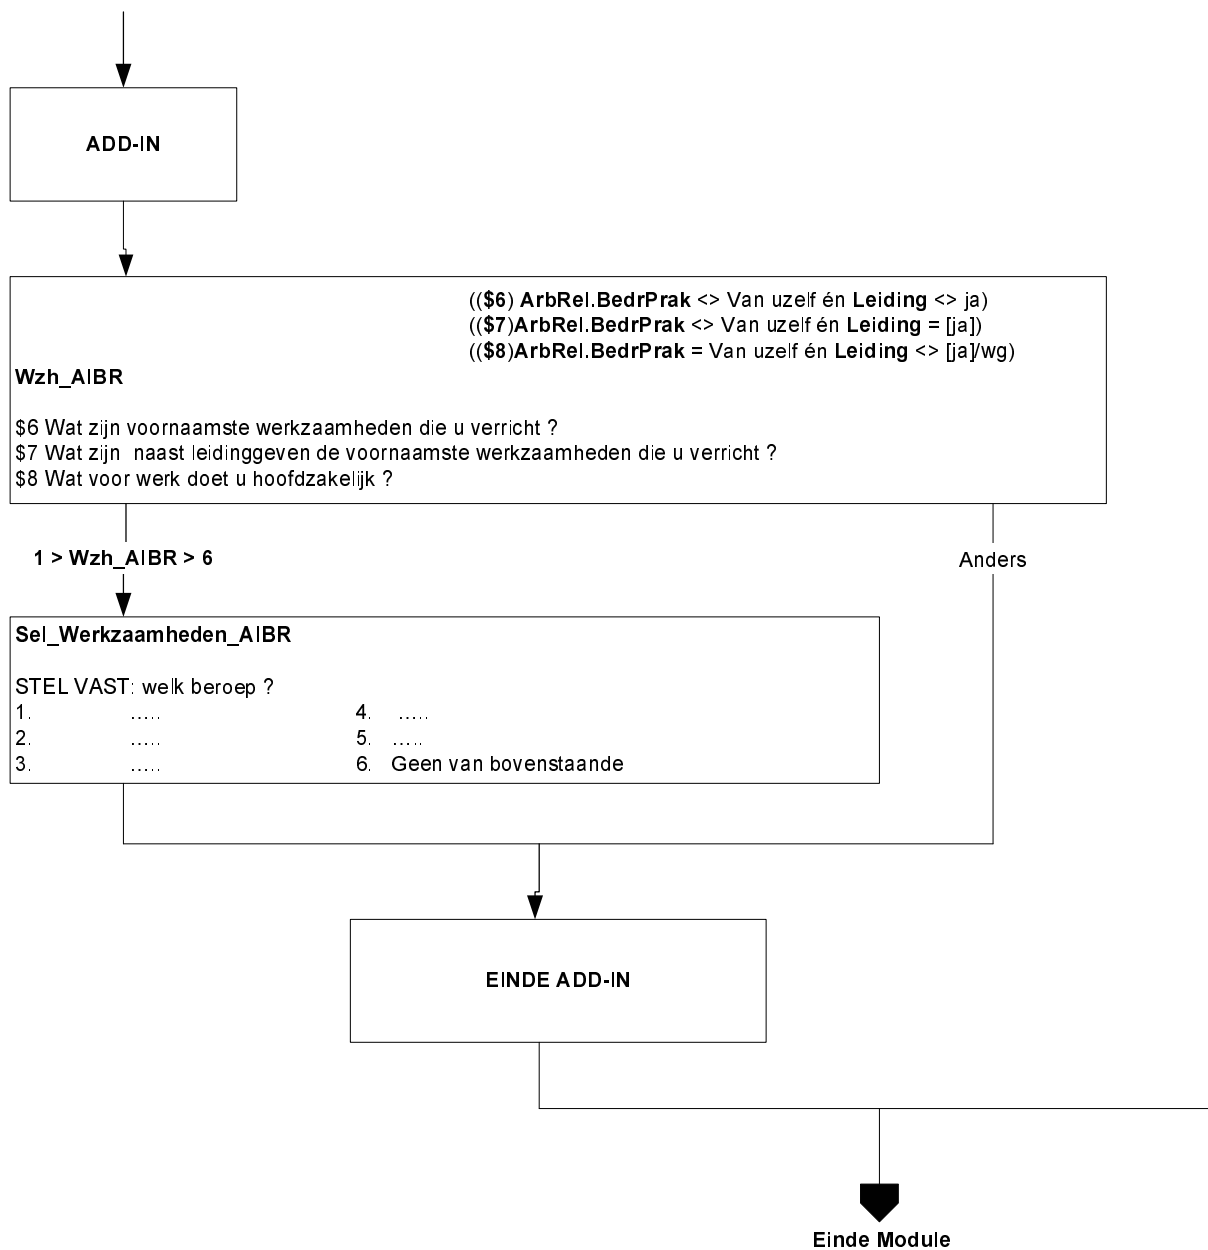 ADD-IN
(($6) ArbRel.BedrPrak <> Van uzelf én Leiding <> ja)
(($7)ArbRel.BedrPrak <> Van uzelf én Leiding = [ja])
(($8)ArbRel.BedrPrak = Van uzelf én Leiding <> [ja]/wg)
Wzh_AIBR
$6 Wat zijn voornaamste werkzaamheden die u verricht ?
$7 Wat zijn  naast leidinggeven de voornaamste werkzaamheden die u verricht ?
$8 Wat voor werk doet u hoofdzakelijk ?
1 > Wzh_AIBR > 6
Anders
Sel_Werkzaamheden_AIBR
STEL VAST: welk beroep ?
1. ….. 4. …..
2. ….. 5. …..
3. ….. 6. Geen van bovenstaande
EINDE ADD-IN
Einde Module